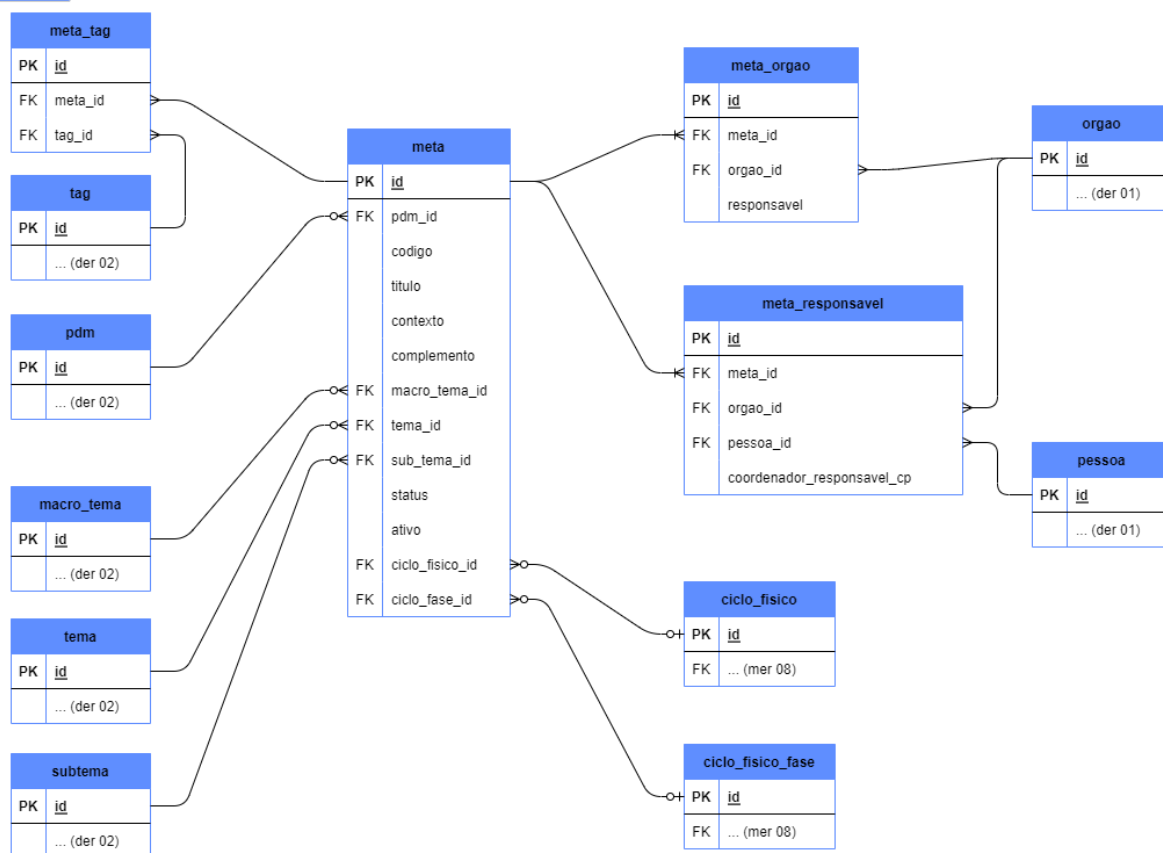 meta_tag
PK id
FK meta_id
FK tag_id
tag
PK id
... (der 02)
pdm
PK id
... (der 02)
macro_tema
PK id
... (der 02)
tema
PK id
... (der 02)
subtema
PK id
... (der 02)
meta
PK id
FK pdm_id
codigo
titulo
contexto
complemento
FK macro_tema_id
FK tema_id
FK sub_tema_id
status
ativo
FK ciclo_fisico_id
FK ciclo_fase_id
meta_orgao
PK id
FK meta_id
FK orgao_id
responsavel
meta_responsavel
PK id
FK meta_id
FK orgao_id
FK pessoa_id
coordenador_responsavel_cp
ciclo_fisico
PK id
FK ... (mer 08)
ciclo_fisico_fase
PK id
FK ... (mer 08)
orgao
PK id
... (der 01)
pessoa
PK id
... (der 01)